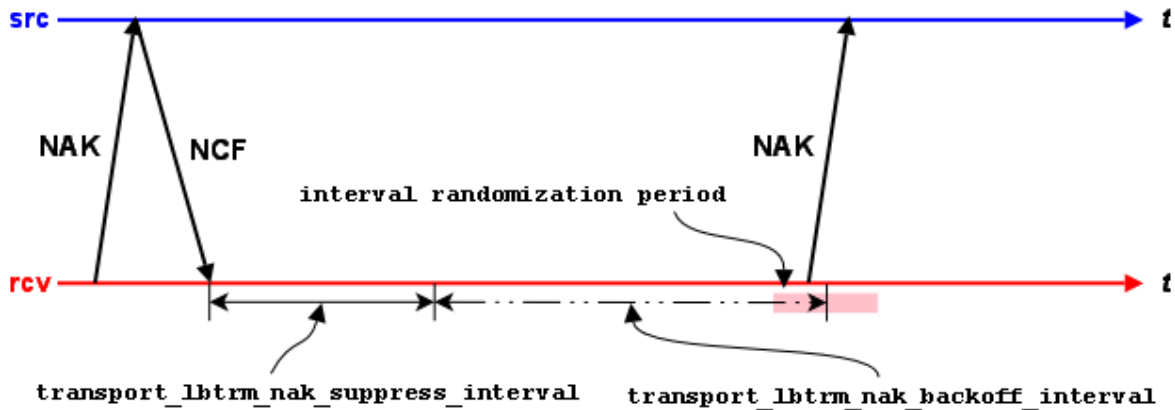 src
t
NAK
NCF
NAK
interval randomization period
rcv
t
transport_lbtrm_nak_suppress_interval
transport_lbtrm_nak_backoff_interval